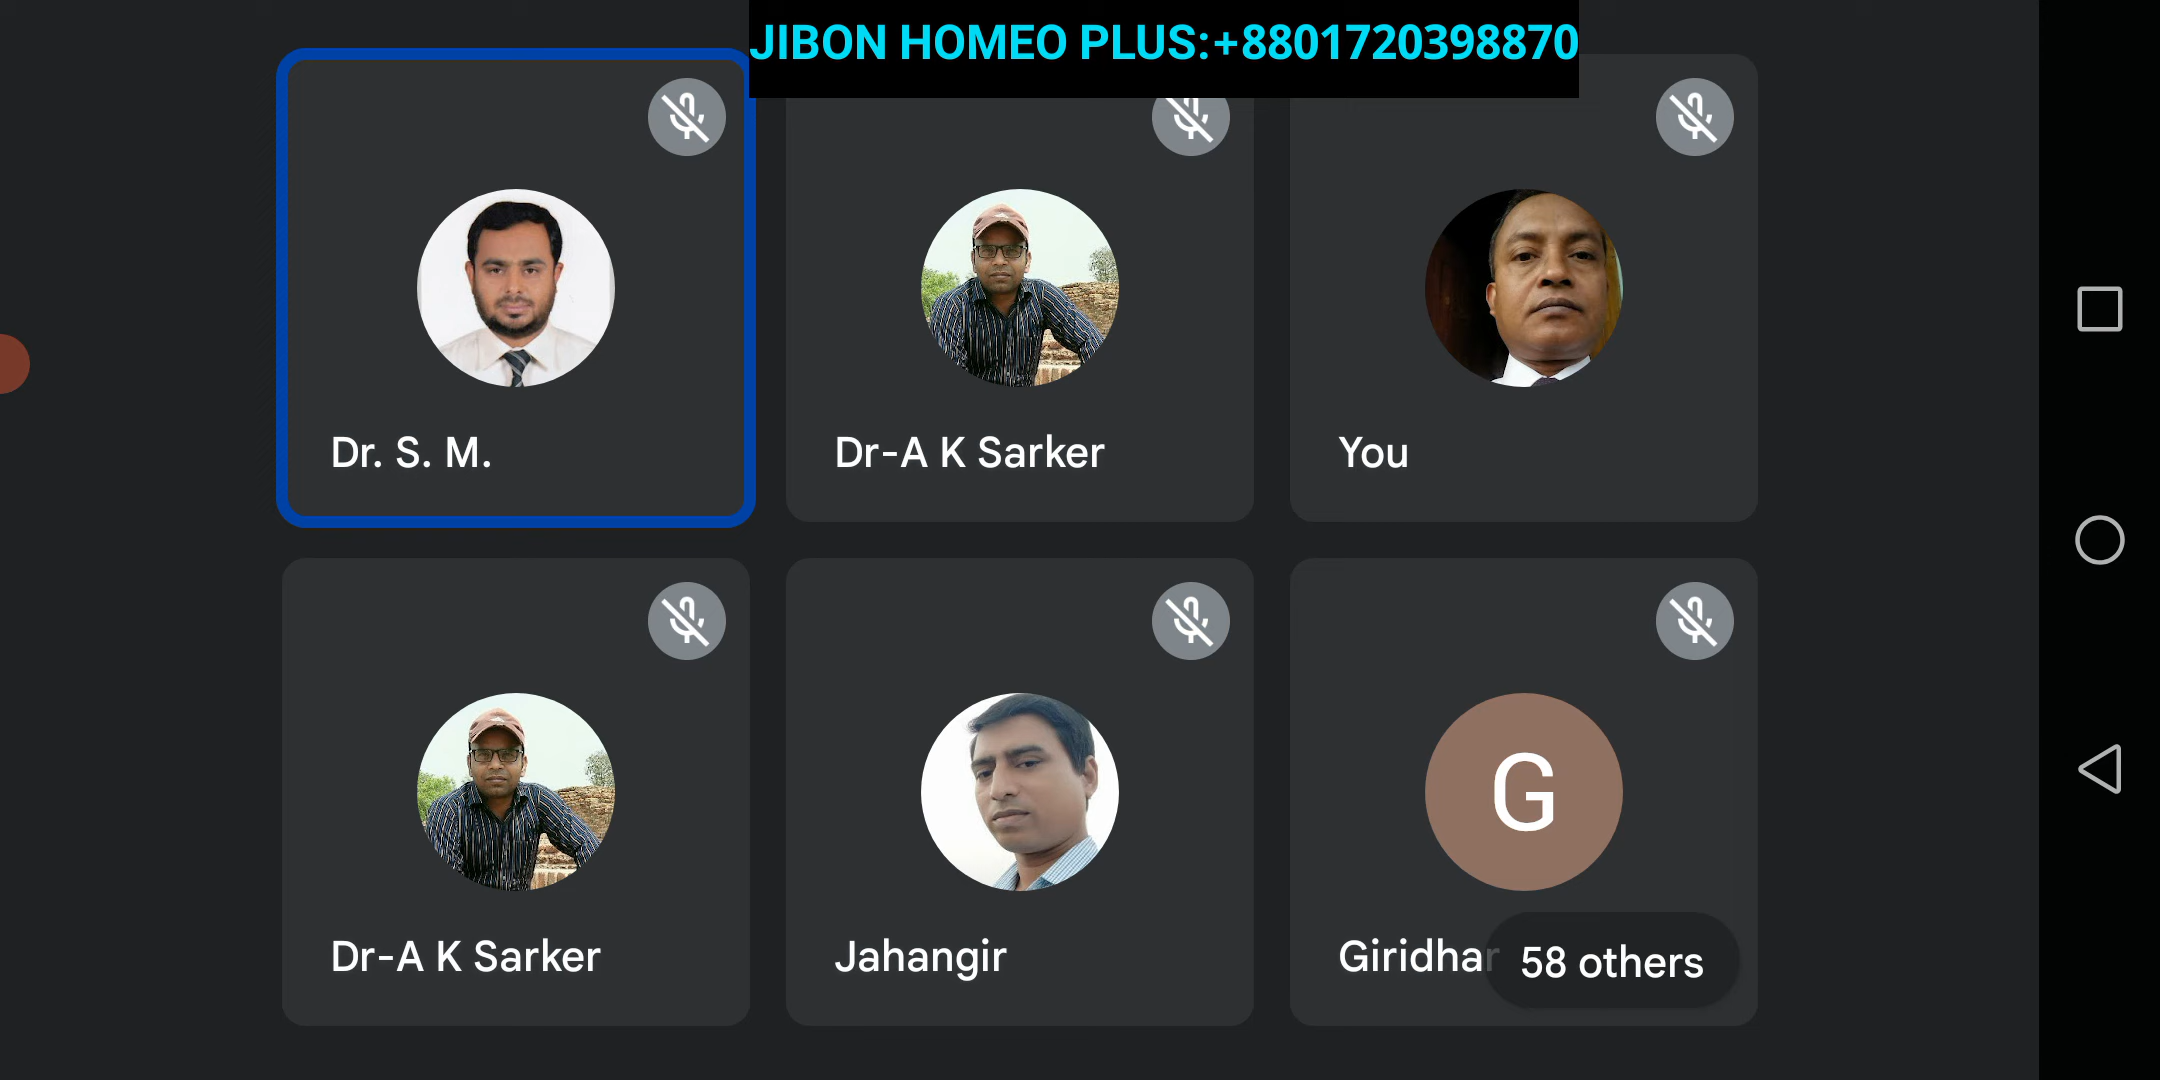 JIBON HOMEO PLUS:+8801720398870
Dr. S. M.
Dr-A K Sarker
You
Dr-A K Sarker
Jahangir
G
Giridhar
58 others